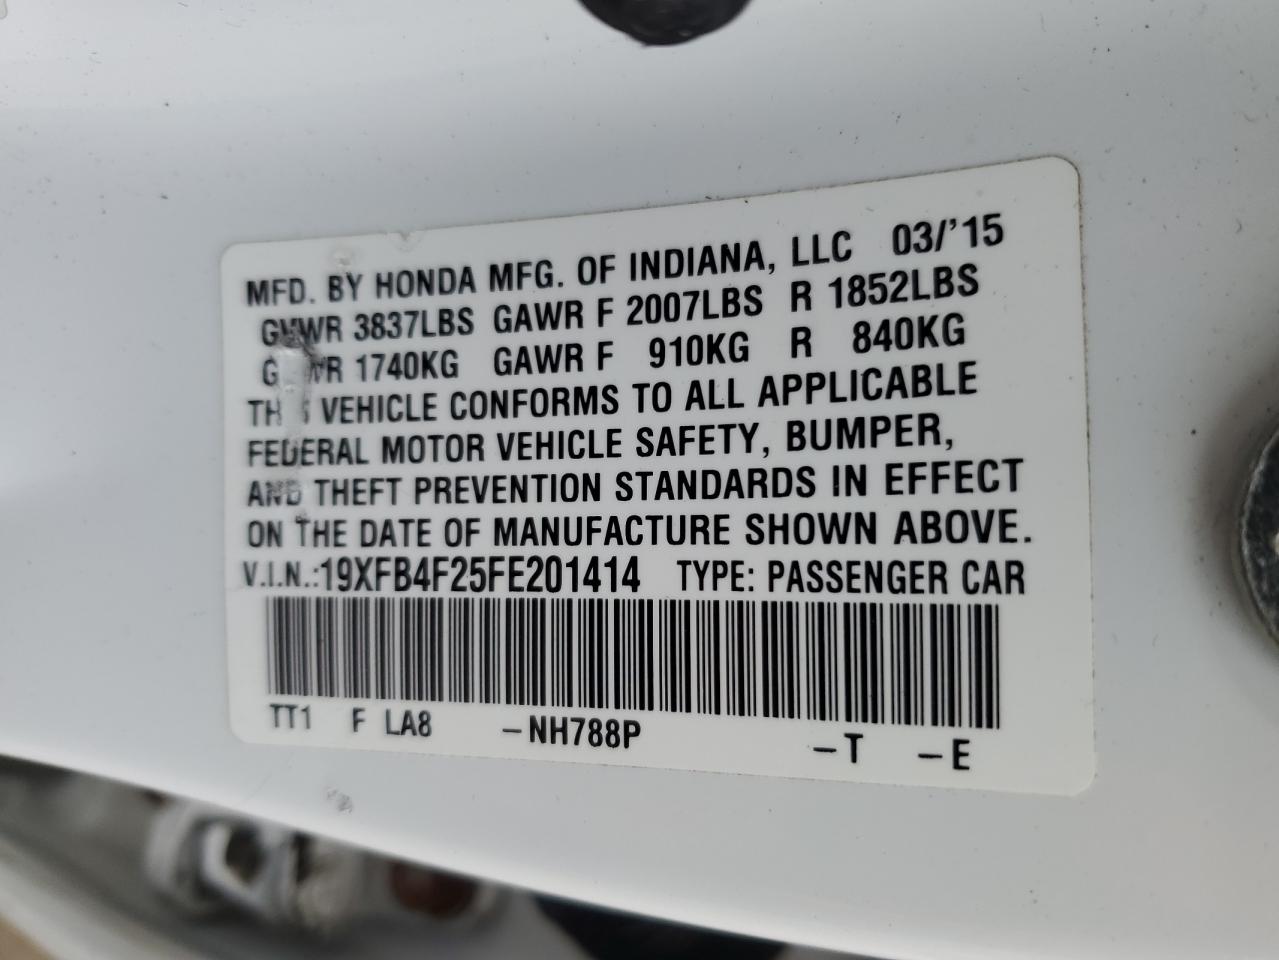 MFD. BY HONDA MFG. OF INDIANA, LLC 03/'15
GVWR 3837LBS GAWR F 2007LBS R 1852LBS
GVWR 1740KG GAWR F 910KG R 840KG
THIS VEHICLE CONFORMS TO ALL APPLICABLE
FEDERAL MOTOR VEHICLE SAFETY, BUMPER,
AND THEFT PREVENTION STANDARDS IN EFFECT
ON THE DATE OF MANUFACTURE SHOWN ABOVE.
V.I.N.:19XFB4F25FE201414 TYPE: PASSENGER CAR
TT1 F LA8 -NH788P -T -E